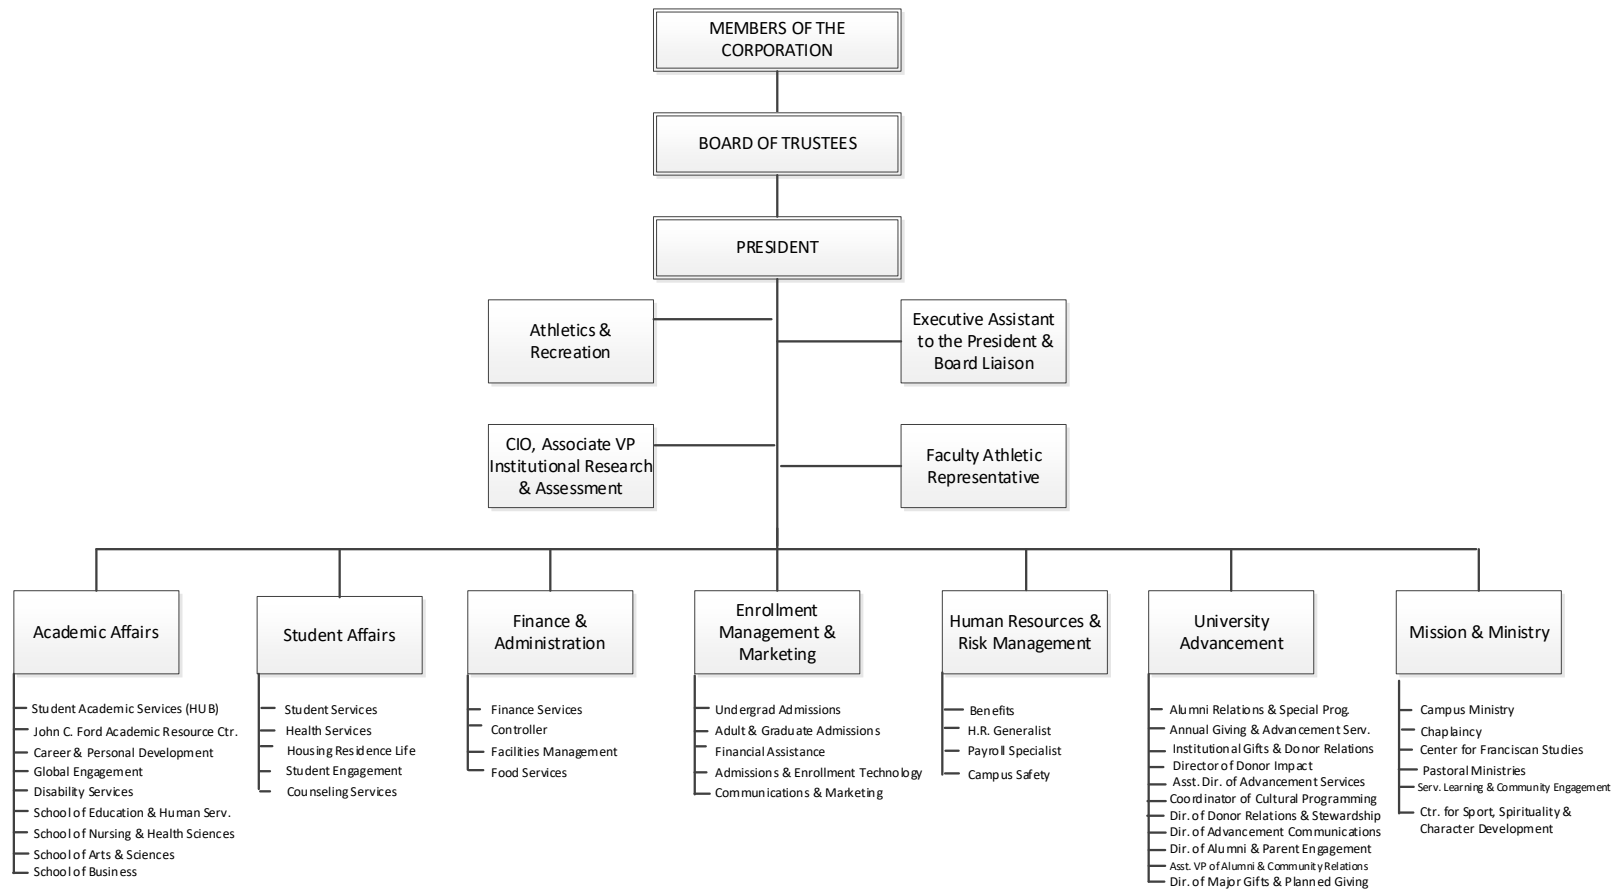 MEMBERS OF THE
CORPORATION
BOARD OF TRUSTEES
PRESIDENT
Athletics &
Recreation
Executive Assistant
to the President &
Board Liaison
CIO, Associate VP
Institutional Research
& Assessment
Faculty Athletic
Representative
Academic Affairs
Student Academic Services (HUB)
John C. Ford Academic Resource Ctr.
Career & Personal Development
Global Engagement
Disability Services
School of Education & Human Serv.
School of Nursing & Health Sciences
School of Arts & Sciences
School of Business
Student Affairs
Student Services
Health Services
Housing Residence Life
Student Engagement
Counseling Services
Finance &
Administration
Finance Services
Controller
Facilities Management
Food Services
Enrollment
Management &
Marketing
Undergrad Admissions
Adult & Graduate Admissions
Financial Assistance
Admissions & Enrollment Technology
Communications & Marketing
Human Resources &
Risk Management
Benefits
H.R. Generalist
Payroll Specialist
Campus Safety
University
Advancement
Alumni Relations & Special Prog.
Annual Giving & Advancement Serv.
Institutional Gifts & Donor Relations
Director of Donor Impact
Asst. Dir. of Advancement Services
Coordinator of Cultural Programming
Dir. of Donor Relations & Stewardship
Dir. of Advancement Communications
Dir. of Alumni & Parent Engagement
Asst. VP of Alumni & Community Relations
Dir. of Major Gifts & Planned Giving
Mission & Ministry
Campus Ministry
Chaplaincy
Center for Franciscan Studies
Pastoral Ministries
Serv. Learning & Community Engagement
Ctr. for Sport, Spirituality &
Character Development